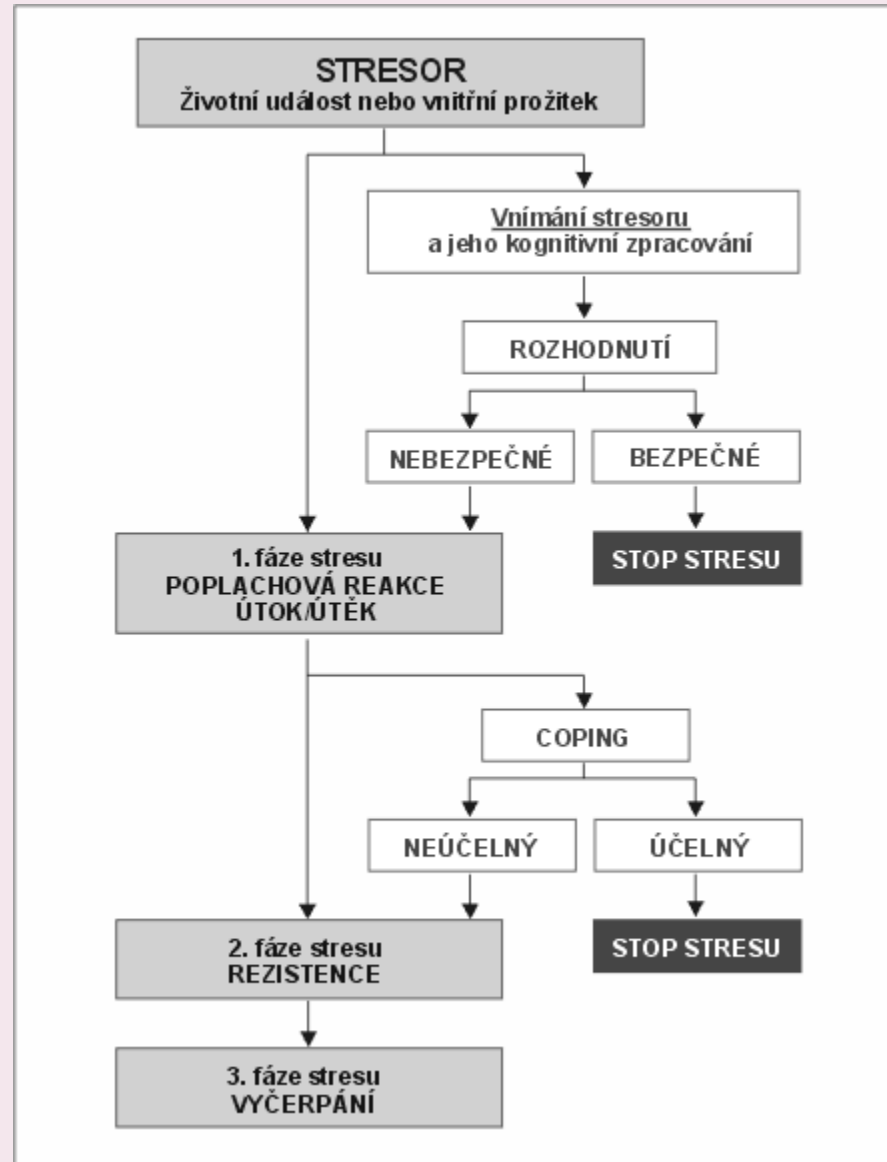 STRESOR
Životní událost nebo vnitřní prožitek
Vnímání stresoru
a jeho kognitivní zpracování
ROZHODNUTÍ
NEBEZPEČNÉ
BEZPEČNÉ
1. fáze stresu
POPLACHOVÁ REAKCE
ÚTOK/ÚTĚK
STOP STRESU
COPING
NEÚČELNÝ
ÚČELNÝ
2. fáze stresu
REZISTENCE
STOP STRESU
3. fáze stresu
VYČERPÁNÍ